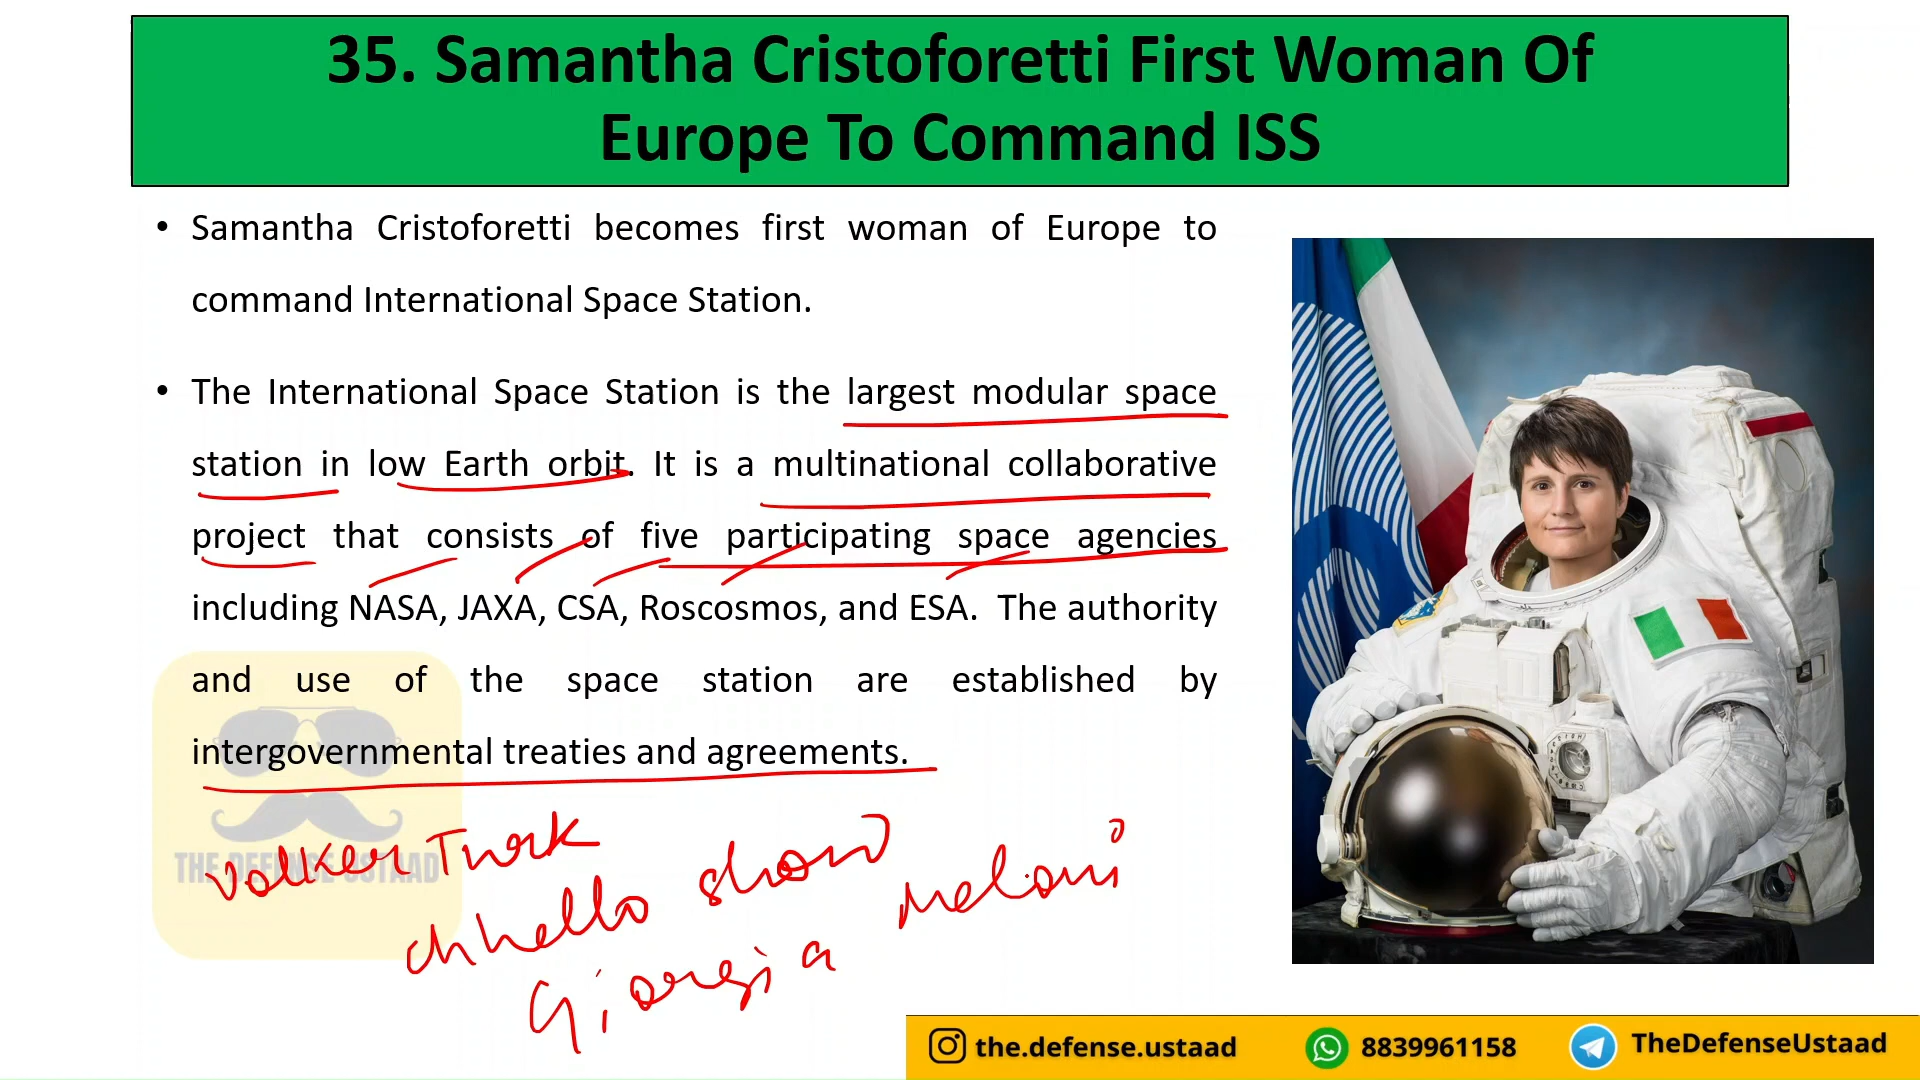 35. Samantha Cristoforetti First Woman Of
Europe To Command ISS
• Samantha Cristoforetti becomes first woman of Europe to
command International Space Station.
• The International Space Station is the largest modular space
station in low Earth orbit. It is a multinational collaborative
project that consists of five participating space agencies
including NASA, JAXA, CSA, Roscosmos, and ESA. The authority
and use of the space station are established by
intergovernmental treaties and agreements.
THE DEFENSE USTAAD
Volker Turk
Chhello show
Giorgia Meloni
the.defense.ustaad
8839961158
TheDefenseUstaad